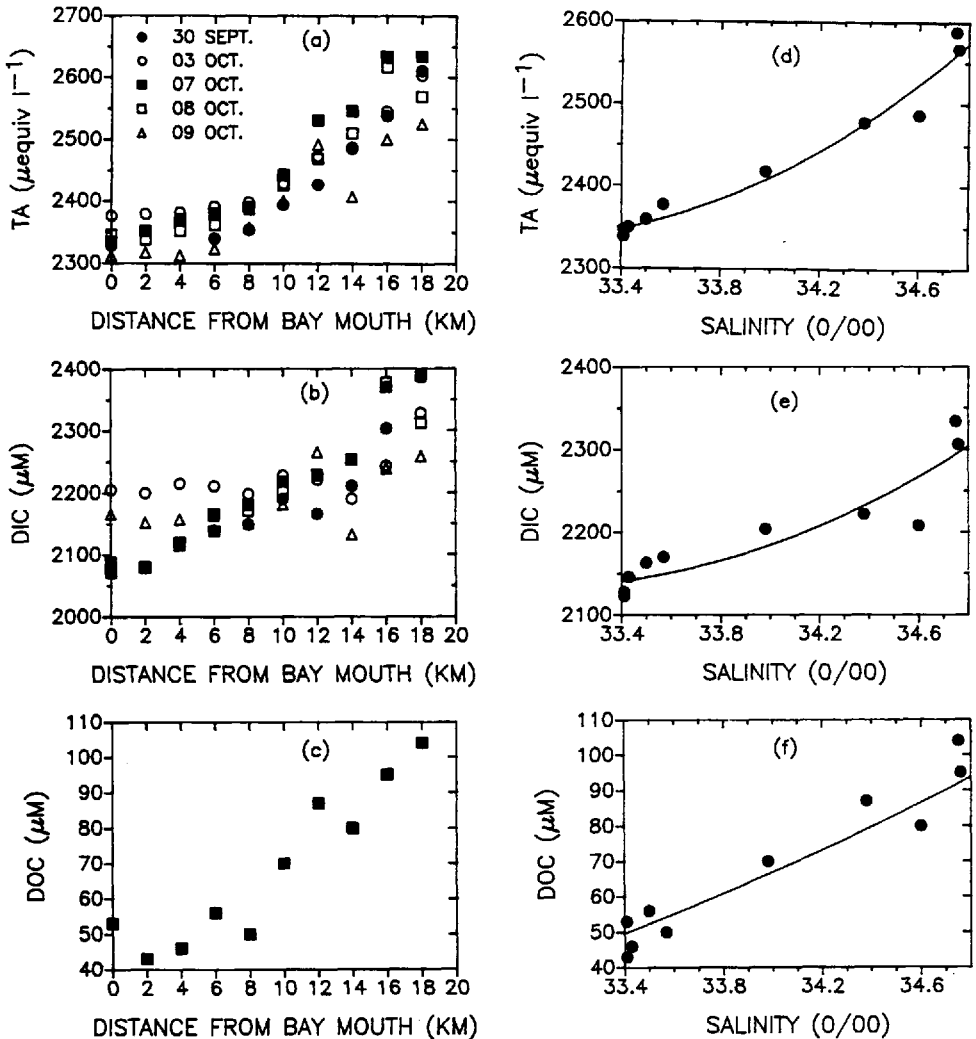 (a)
TA (μequiv l⁻¹)
2700
2600
2500
2400
2300
30 SEPT.
03 OCT.
07 OCT.
08 OCT.
09 OCT.
0 2 4 6 8 10 12 14 16 18 20
DISTANCE FROM BAY MOUTH (KM)
(d)
TA (μequiv l⁻¹)
2600
2500
2400
2300
33.4 33.8 34.2 34.6
SALINITY (0/00)
(b)
DIC (μM)
2400
2300
2200
2100
2000
0 2 4 6 8 10 12 14 16 18 20
DISTANCE FROM BAY MOUTH (KM)
(e)
DIC (μM)
2400
2300
2200
2100
33.4 33.8 34.2 34.6
SALINITY (0/00)
(c)
DOC (μM)
110
100
90
80
70
60
50
40
0 2 4 6 8 10 12 14 16 18 20
DISTANCE FROM BAY MOUTH (KM)
(f)
DOC (μM)
110
100
90
80
70
60
50
40
33.4 33.8 34.2 34.6
SALINITY (0/00)